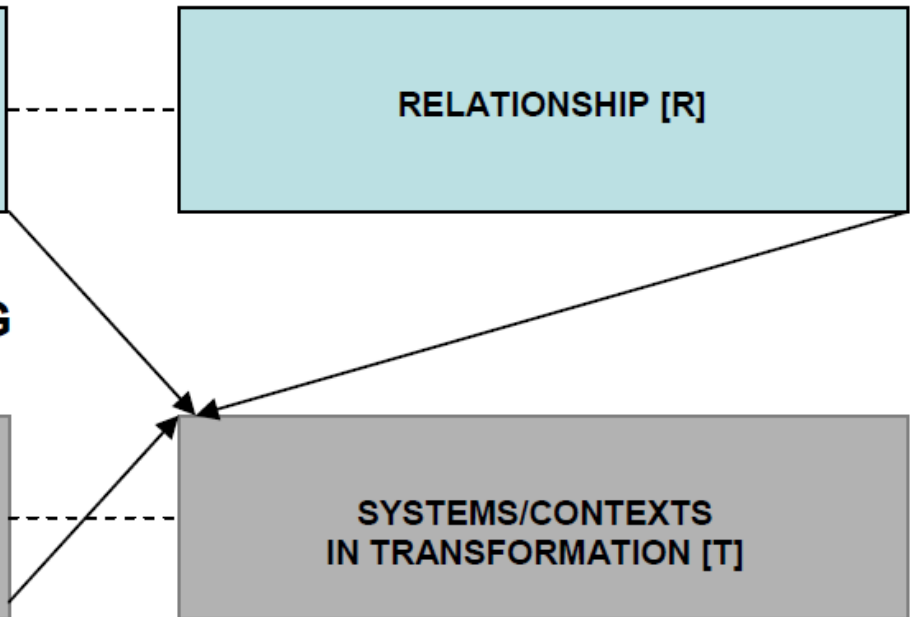 RELATIONSHIP [R]
G
SYSTEMS/CONTEXTS
IN TRANSFORMATION [T]